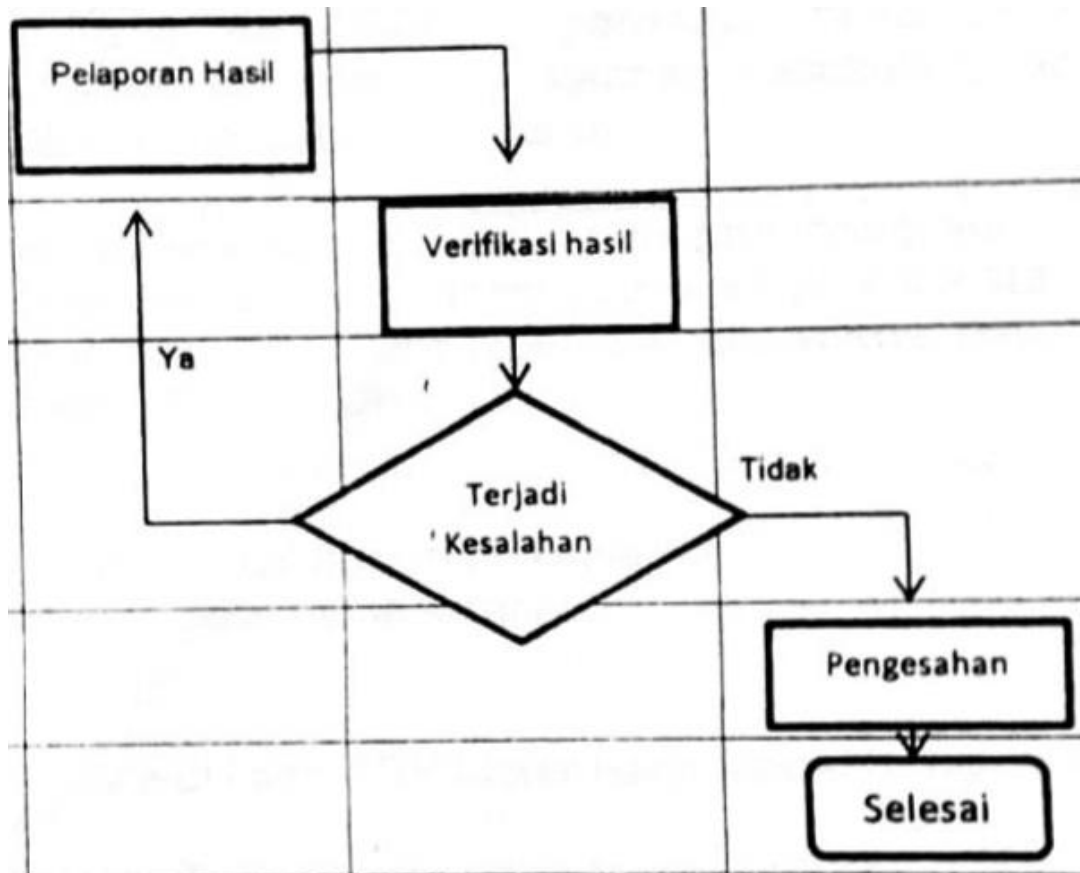 Pelaporan Hasil
Verifikasi hasil
Ya
Terjadi
Kesalahan
Tidak
Pengesahan
Selesai